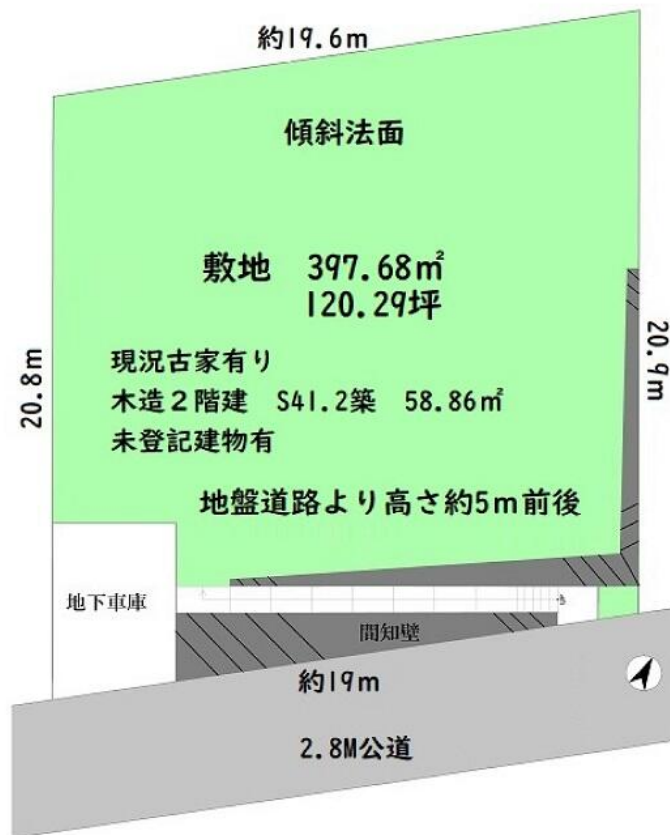 約19.6m
傾斜法面
敷地 397.68㎡
120.29坪
20.8m
20.9m
現況古家有り
木造2階建 S41.2築 58.86㎡
未登記建物有
地盤道路より高さ約5m前後
地下車庫
間知壁
約19m
2.8M公道